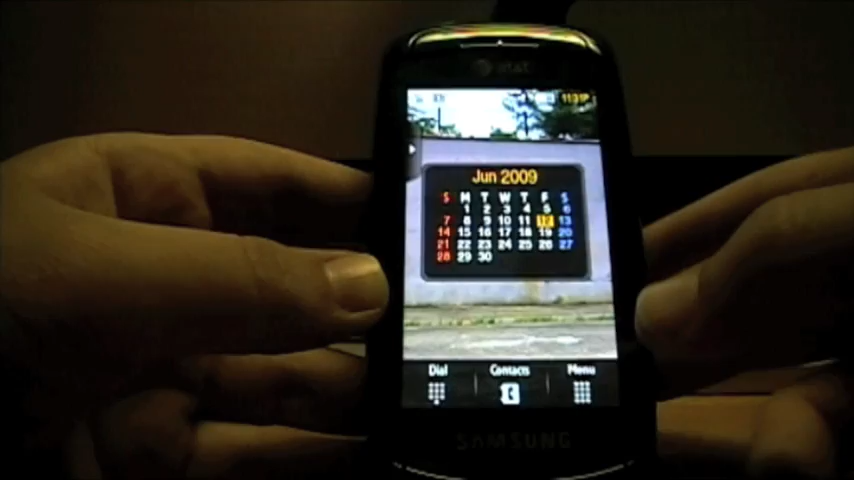 at&t
11:31P
Jun 2009
S M T W T F S
1 2 3 4 5 6
7 8 9 10 11 12 13
14 15 16 17 18 19 20
21 22 23 24 25 26 27
28 29 30
Dial Contacts Menu
SAMSUNG